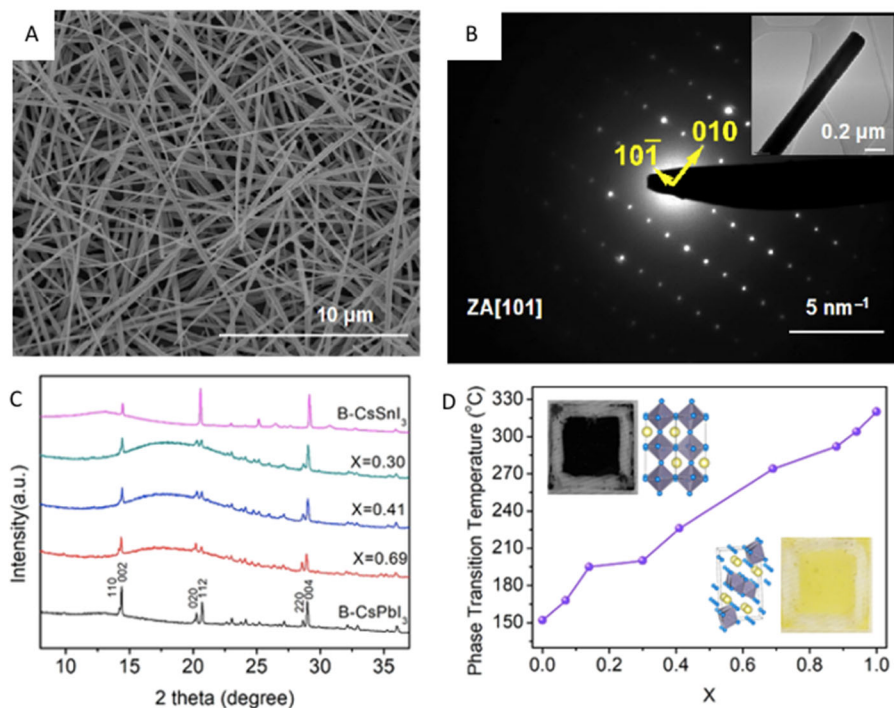 A
10 µm
B
0.2 µm
010
101̄
ZA[101]
5 nm⁻¹
C
Intensity(a.u.)
B-CsSnI₃
X=0.30
X=0.41
X=0.69
B-CsPbI₃
110
002
020
112
220
004
10 15 20 25 30 35
2 theta (degree)
D
Phase Transition Temperature (°C)
330
300
270
240
210
180
150
0.0 0.2 0.4 0.6 0.8 1.0
X